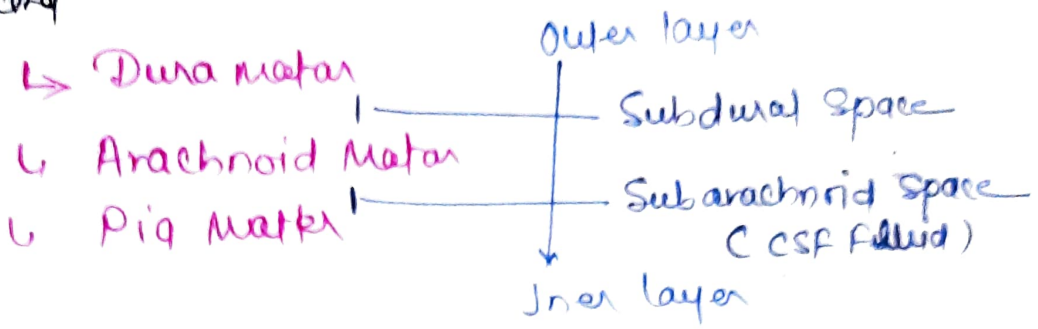 Outer layer
↳ Dura matar
Subdural Space
↳ Arachnoid Matar
Subarachnoid Space
↳ Pia Matter
( CSF Fluid )
Iner layer